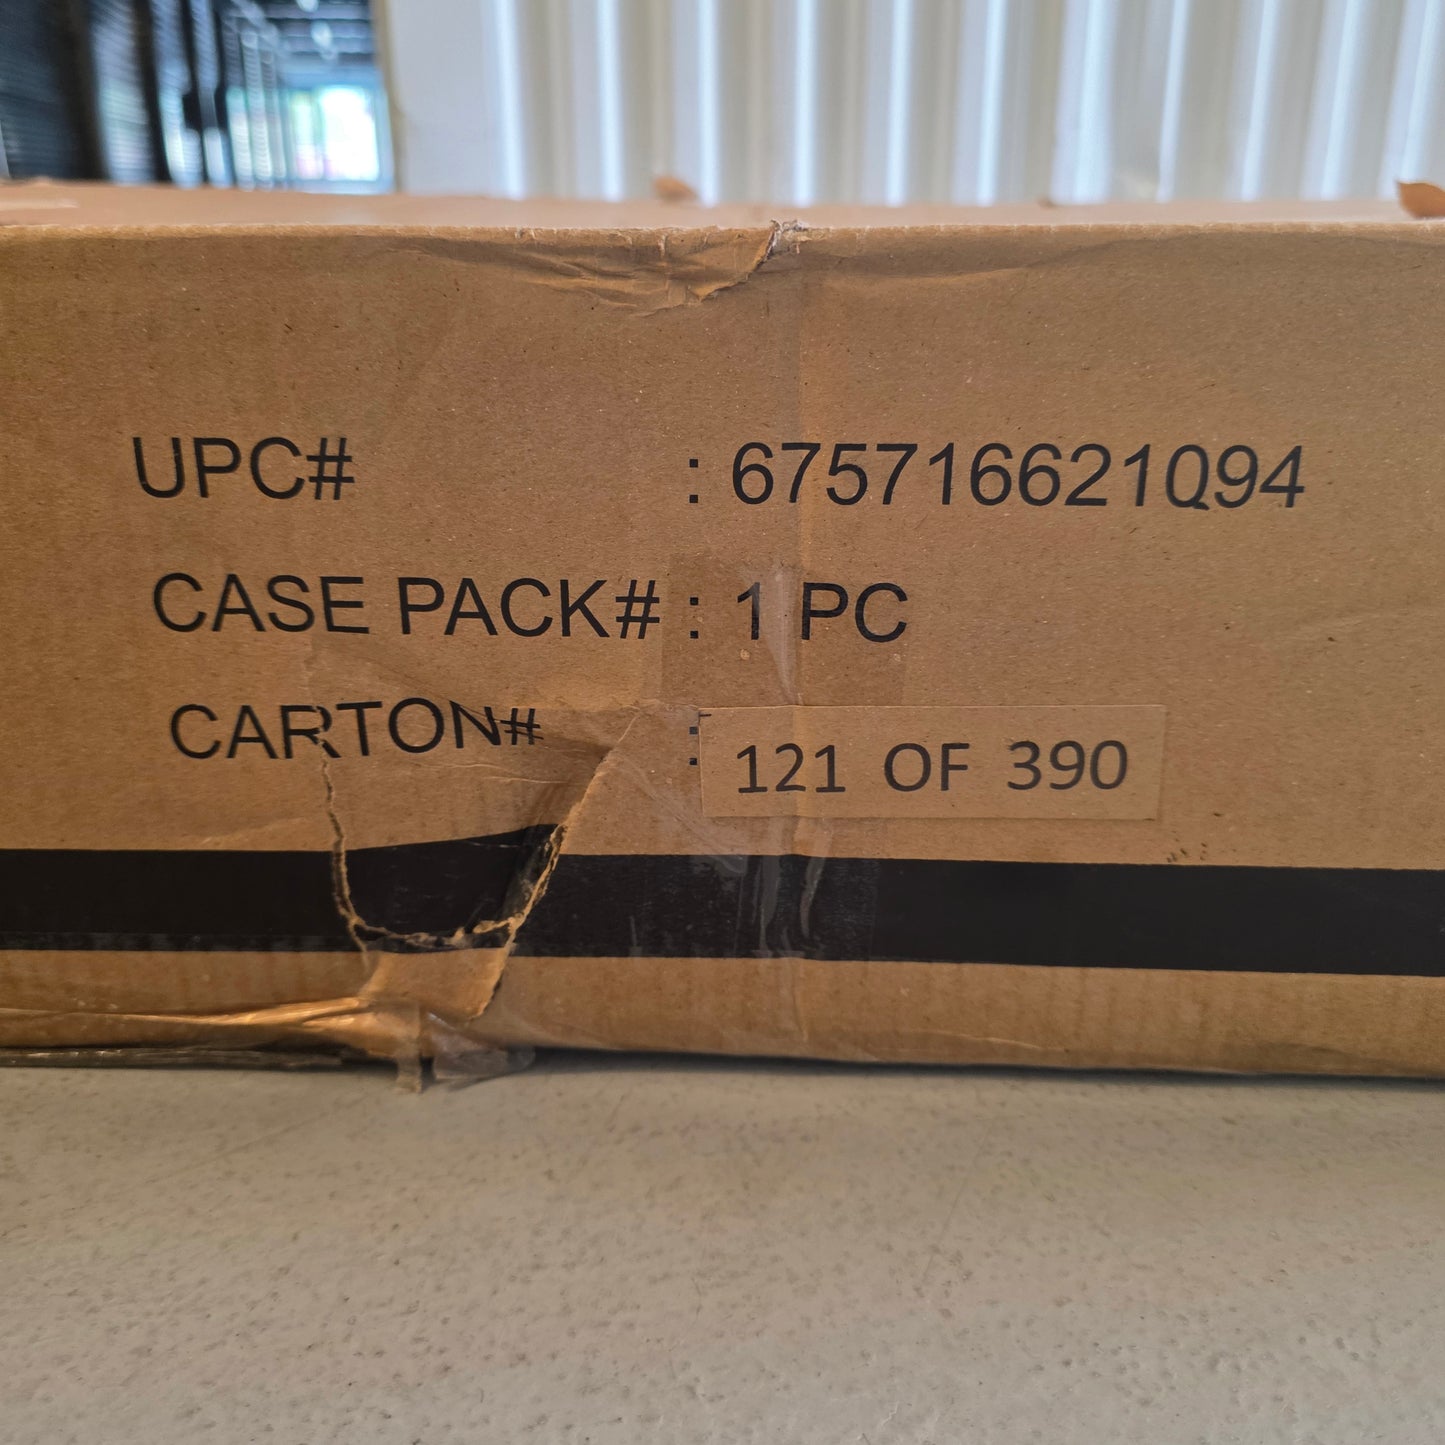 UPC# : 675716621094
CASE PACK# : 1 PC
CARTON# : 121 OF 390